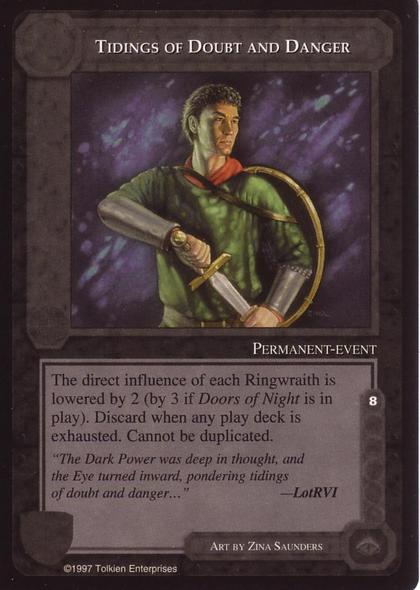 TIDINGS OF DOUBT AND DANGER
PERMANENT-EVENT
The direct influence of each Ringwraith is
lowered by 2 (by 3 if Doors of Night is in
play). Discard when any play deck is
exhausted. Cannot be duplicated.
8
“The Dark Power was deep in thought, and
the Eye turned inward, pondering tidings
of doubt and danger…” —LotRVI
ART BY ZINA SAUNDERS
©1997 Tolkien Enterprises